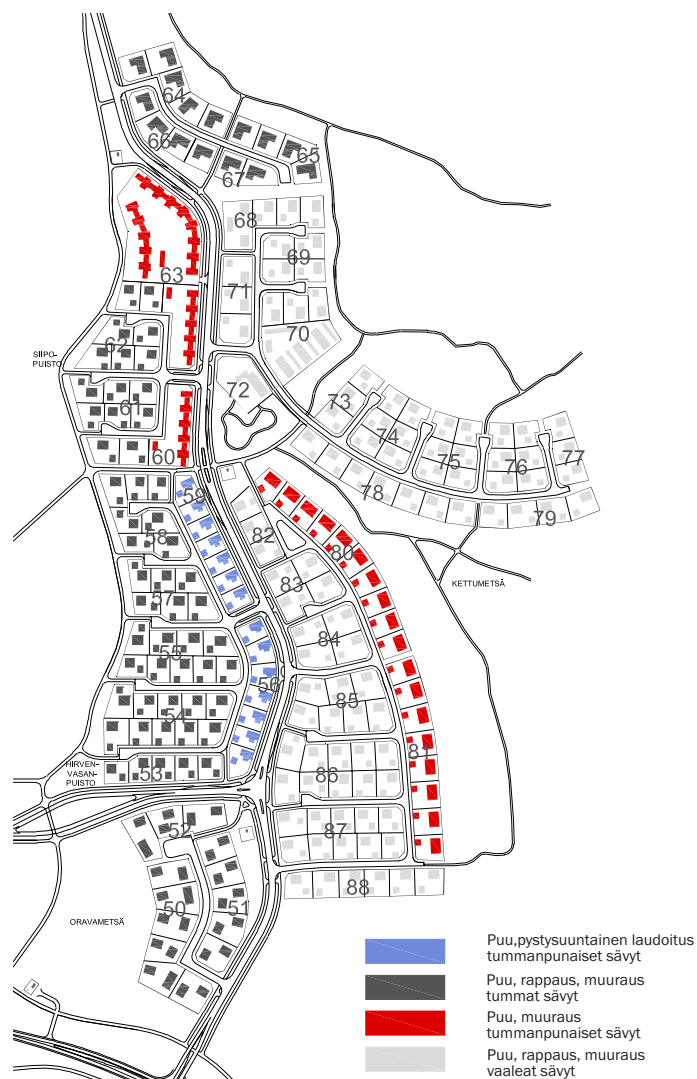 64
66
65
67
68
63
69
71
70
62
SIIPO-
PUISTO
72
61
73
74
60
75
76
77
59
78
79
58
82
80
83
KETTUMETSÄ
57
84
55
56
85
54
81
HIRVEN-
VASAN-
PUISTO
53
86
52
87
88
50
51
ORAVAMETSÄ
Puu,pystysuuntainen laudoitus
tummanpunaiset sävyt
Puu, rappaus, muuraus
tummat sävyt
Puu, muuraus
tummanpunaiset sävyt
Puu, rappaus, muuraus
vaaleat sävyt